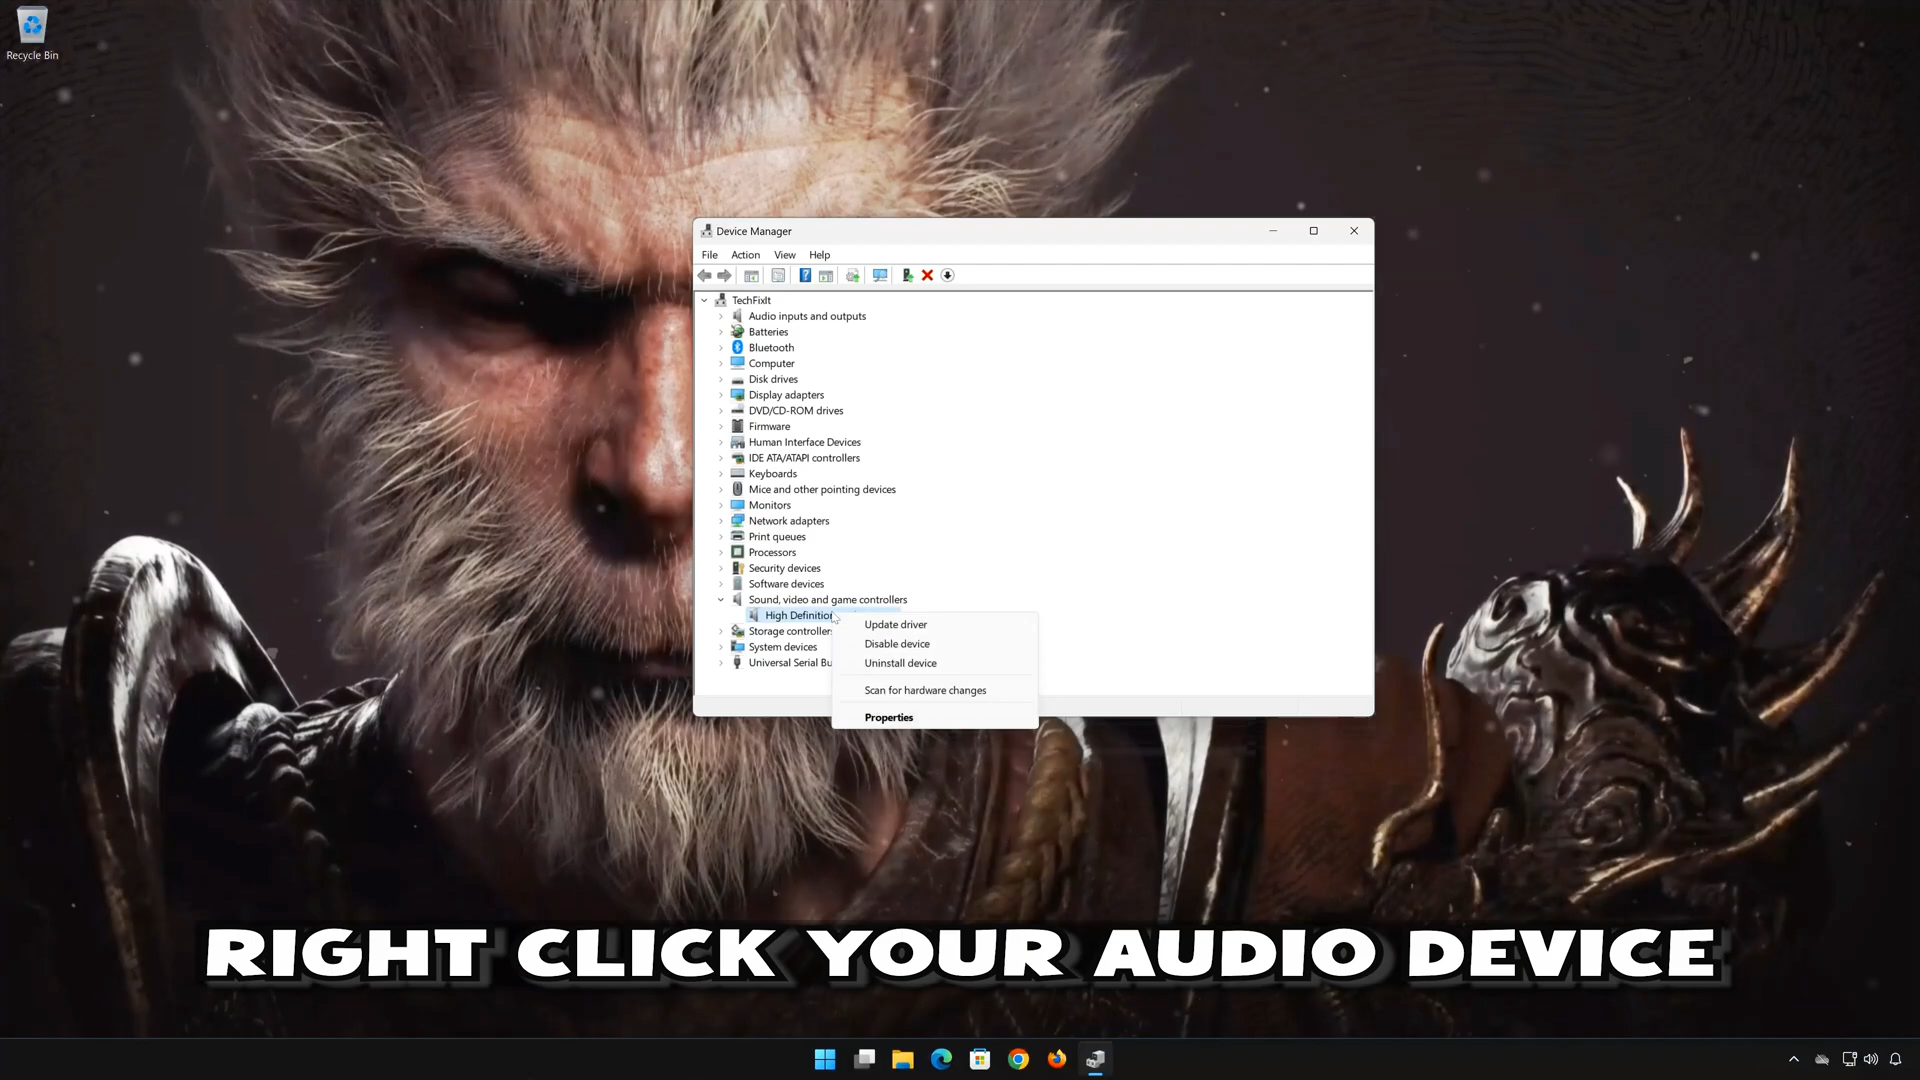 Recycle Bin
Device Manager
File Action View Help
TechFixIt
Audio inputs and outputs
Batteries
Bluetooth
Computer
Disk drives
Display adapters
DVD/CD-ROM drives
Firmware
Human Interface Devices
IDE ATA/ATAPI controllers
Keyboards
Mice and other pointing devices
Monitors
Network adapters
Print queues
Processors
Security devices
Software devices
Sound, video and game controllers
High Definition
Storage controllers
System devices
Universal Serial Bu
Update driver
Disable device
Uninstall device
Scan for hardware changes
Properties
RIGHT CLICK YOUR AUDIO DEVICE